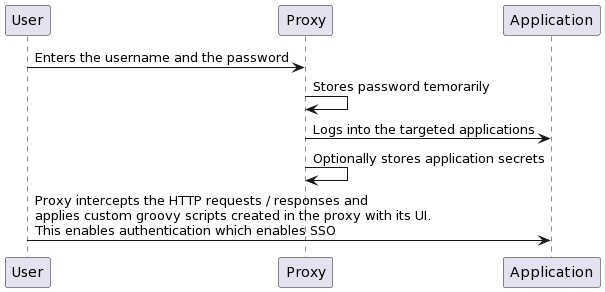 User Proxy Application
Enters the username and the password
Stores password temorarily
Logs into the targeted applications
Optionally stores application secrets
Proxy intercepts the HTTP requests / responses and
applies custom groovy scripts created in the proxy with its UI.
This enables authentication which enables SSO
User Proxy Application